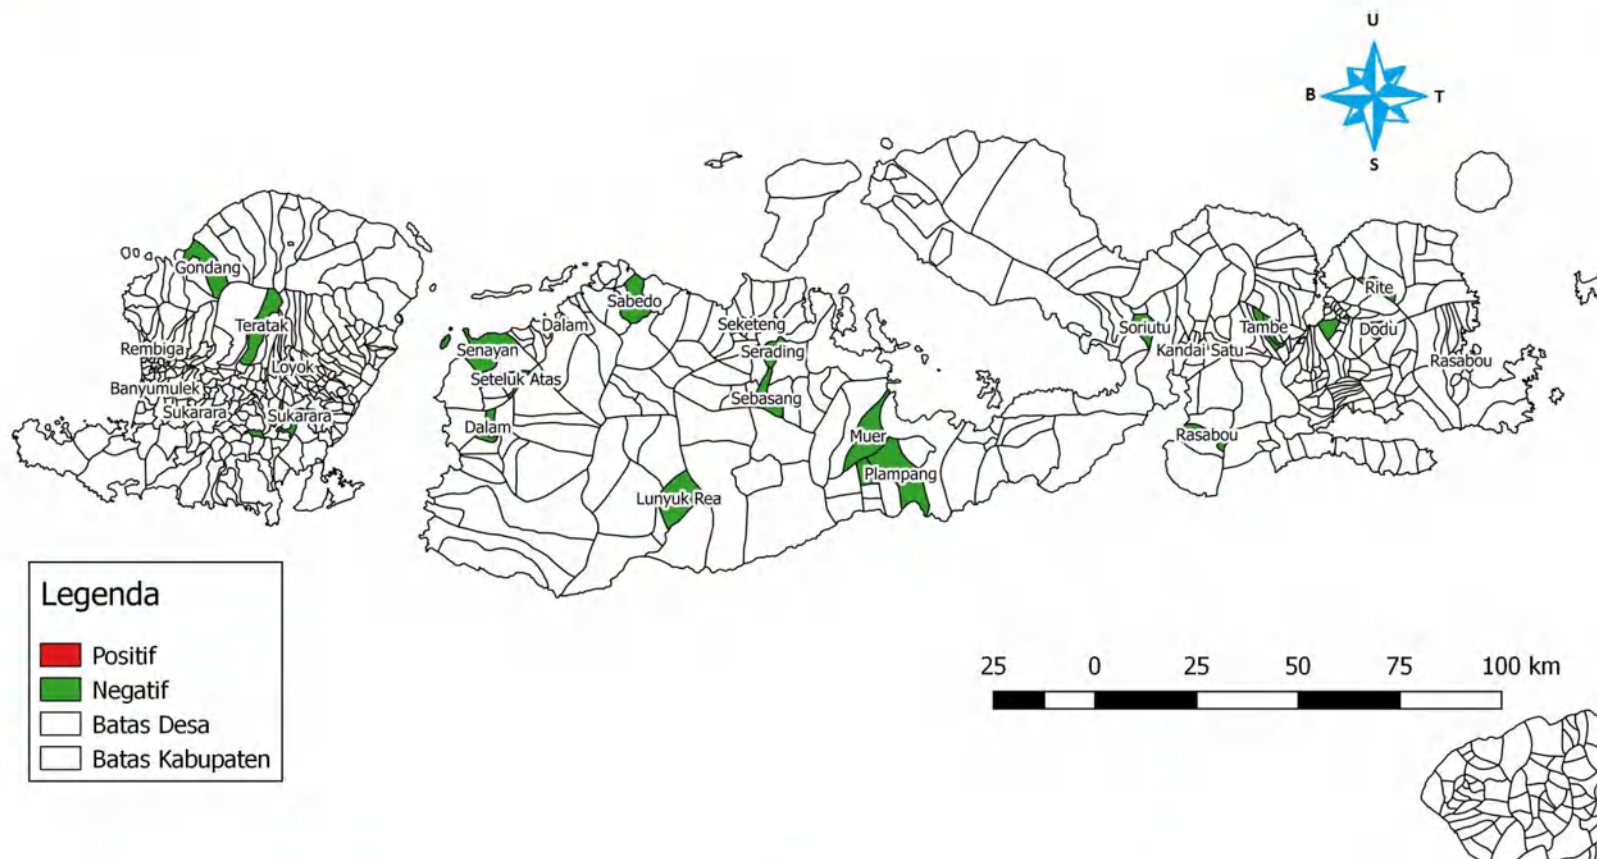 U
B
T
S
Gondang
Teratak
Rembiga
Loyok
Banyumulek
Sukarara
Sukarara
Sabedo
Dalam
Senayan
Seteluk Atas
Dalam
Seketeng
Serading
Sebasang
Muer
Plampang
Lunyuk Rea
Soriutu
Tambe
Kandai Satu
Rite
Dodu
Rasabou
Rasabou
Legenda
Positif
Negatif
Batas Desa
Batas Kabupaten
25 0 25 50 75 100 km